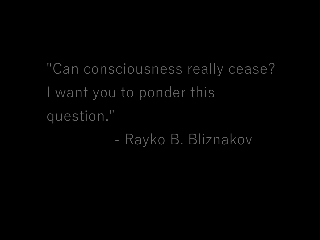 "Can consciousness really cease?
I want you to ponder this
question."
- Rayko B. Bliznakov